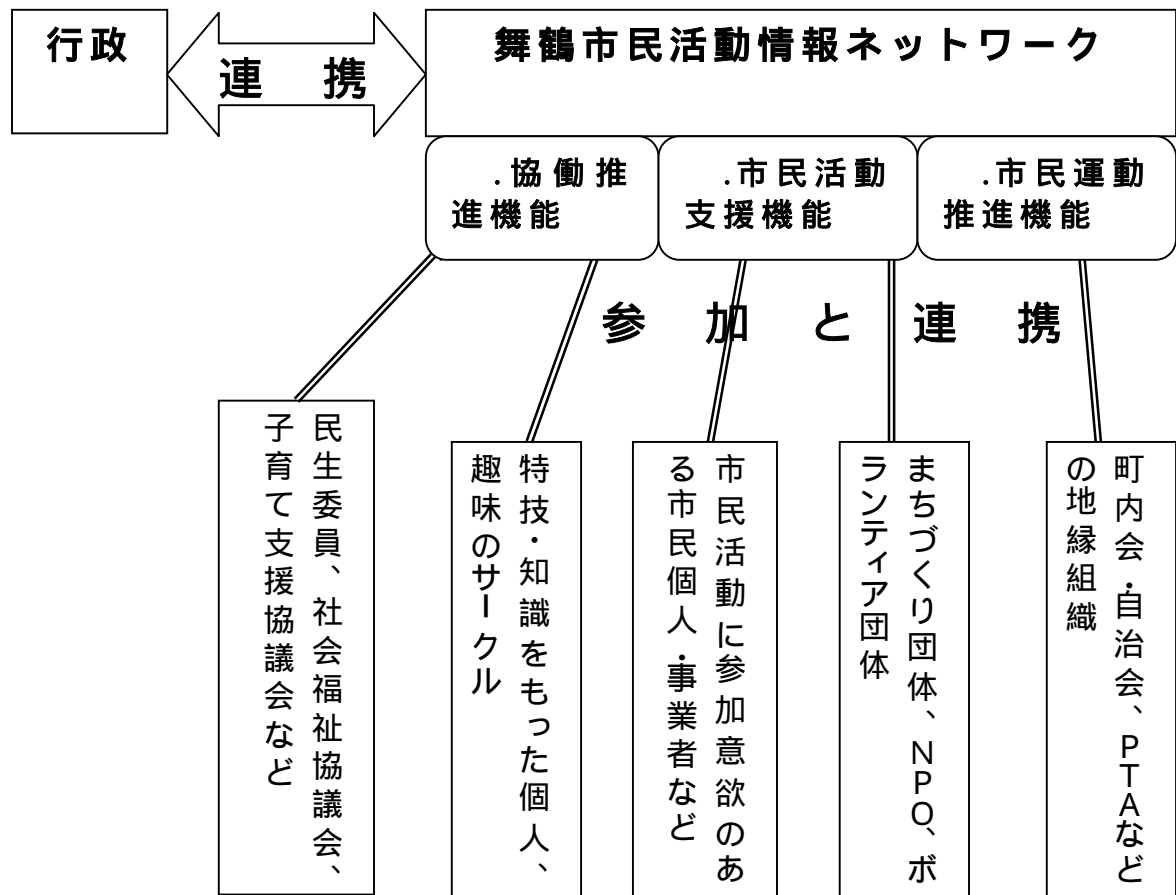 行政
連携
舞鶴市民活動情報ネットワーク
.協働推
進機能
.市民活動
支援機能
.市民運動
推進機能
参加と連携
民生委員、社会福祉協議会、
子育て支援協議会など
特技・知識をもった個人、
趣味のサークル
市民活動に参加意欲のあ
る市民個人・事業者など
まちづくり団体、NPO、ボ
ランティア団体
町内会・自治会、PTAなど
の地縁組織